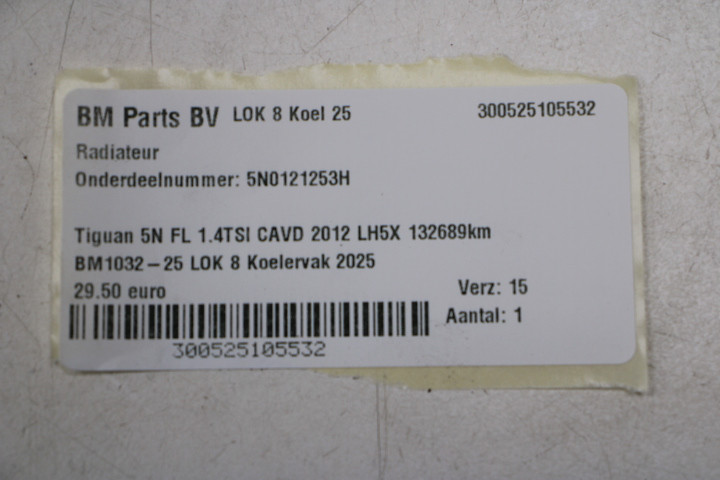 BM Parts BV LOK 8 Koel 25 300525105532
Radiateur
Onderdeelnummer: 5N0121253H
Tiguan 5N FL 1.4TSI CAVD 2012 LH5X 132689km
BM1032-25 LOK 8 Koelervak 2025
29.50 euro Verz: 15
Aantal: 1
300525105532